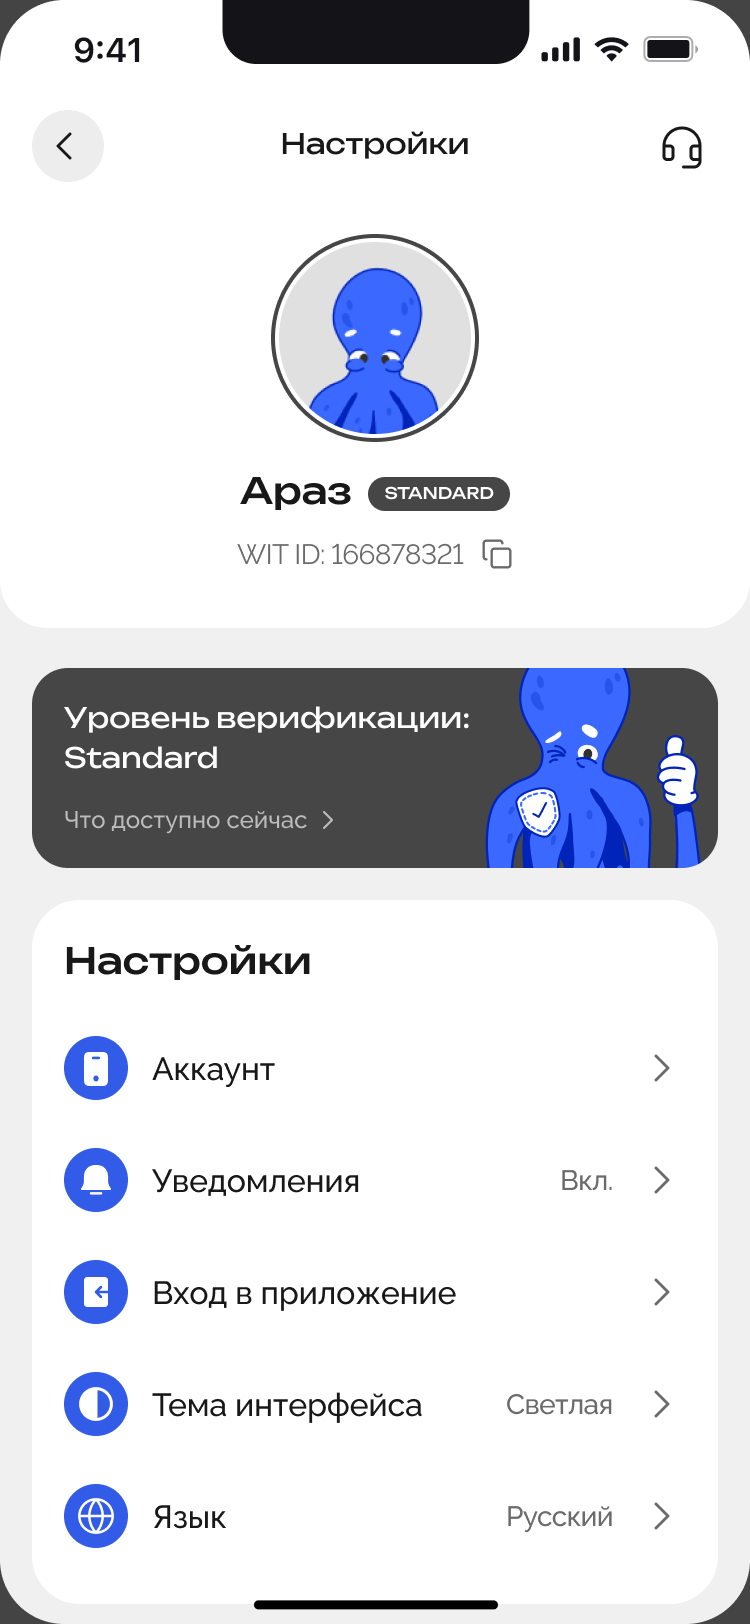 9:41
Настройки
Араз STANDARD
WIT ID: 166878321
Уровень верификации:
Standard
Что доступно сейчас
Настройки
Аккаунт
Уведомления Вкл.
Вход в приложение
Тема интерфейса Светлая
Язык Русский